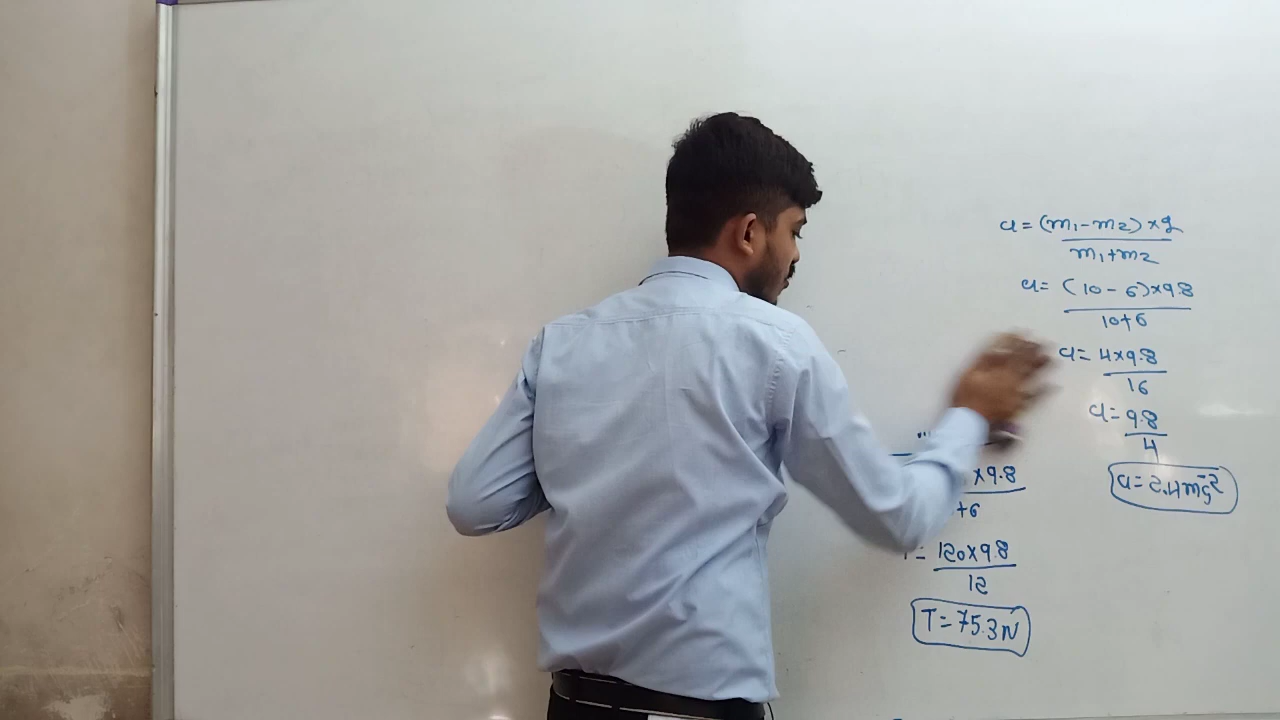 a = (m1 - m2) × g
m1 + m2
a = (10 - 6) × 9.8
10 + 6
a = 4 × 9.8
16
a = 9.8
4
a = 2.4 ms⁻²
× 9.8
+ 6
= 120 × 9.8
12
T = 75.3 N